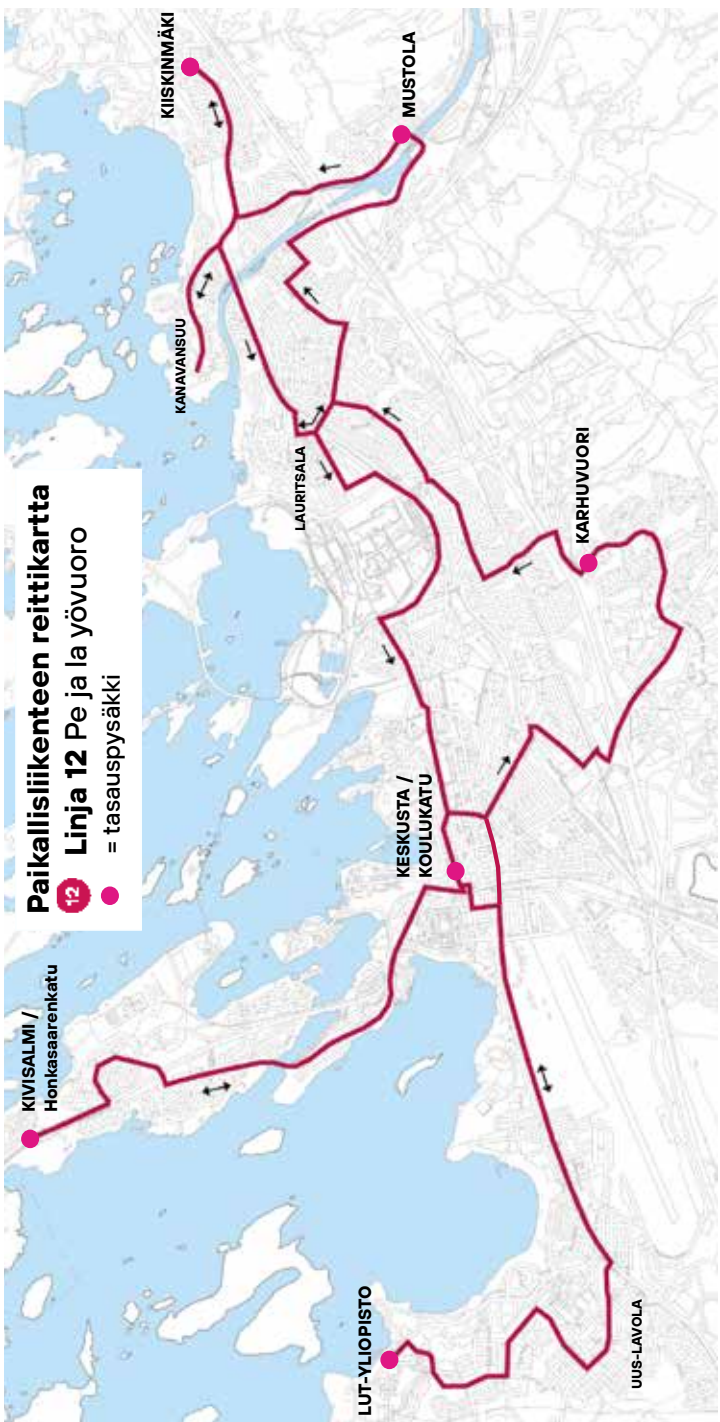 Paikallisliikenteen reittikartta
12 Linja 12 Pe ja la yövuoro
= tasauspysäkki
KIVISALMI /
Honkasaarenkatu
KIISKINMÄKI
MUSTOLA
KANAVANSUU
LAURITSALA
KARHUVUORI
KESKUSTA /
KOULUKATU
LUT-YLIOPISTO
UUS-LAVOLA